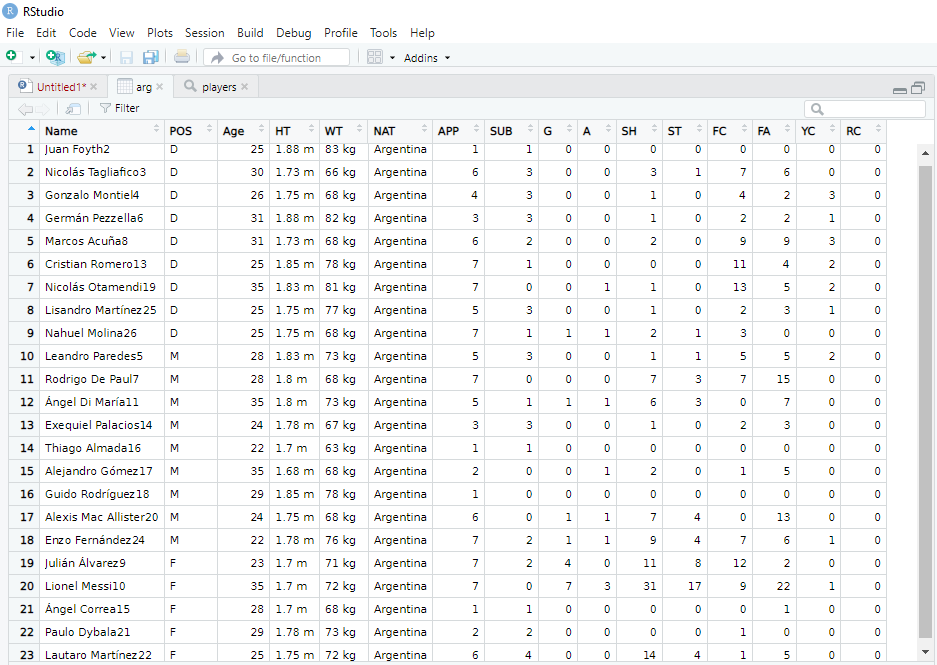 RStudio
File Edit Code View Plots Session Build Debug Profile Tools Help
Go to file/function Addins
Untitled1* arg players
Filter
Name POS Age HT WT NAT APP SUB G A SH ST FC FA YC RC
1 Juan Foyth2 D 25 1.88 m 83 kg Argentina 1 1 0 0 0 0 0 0 0 0
2 Nicolás Tagliafico3 D 30 1.73 m 66 kg Argentina 6 3 0 0 3 1 7 6 0 0
3 Gonzalo Montiel4 D 26 1.75 m 68 kg Argentina 4 3 0 0 1 0 4 2 3 0
4 Germán Pezzella6 D 31 1.88 m 82 kg Argentina 3 3 0 0 1 0 2 2 1 0
5 Marcos Acuña8 D 31 1.73 m 68 kg Argentina 6 2 0 0 2 0 9 9 3 0
6 Cristian Romero13 D 25 1.85 m 78 kg Argentina 7 1 0 0 0 0 11 4 2 0
7 Nicolás Otamendi19 D 35 1.83 m 81 kg Argentina 7 0 0 1 1 0 13 5 2 0
8 Lisandro Martínez25 D 25 1.75 m 77 kg Argentina 5 3 0 0 1 0 2 3 1 0
9 Nahuel Molina26 D 25 1.75 m 68 kg Argentina 7 1 1 1 2 1 3 0 0 0
10 Leandro Paredes5 M 28 1.83 m 73 kg Argentina 5 3 0 0 1 1 5 5 2 0
11 Rodrigo De Paul7 M 28 1.8 m 68 kg Argentina 7 0 0 0 7 3 7 15 0 0
12 Ángel Di María11 M 35 1.8 m 73 kg Argentina 5 1 1 1 6 3 0 7 0 0
13 Exequiel Palacios14 M 24 1.78 m 67 kg Argentina 3 3 0 0 1 0 2 3 0 0
14 Thiago Almada16 M 22 1.7 m 63 kg Argentina 1 1 0 0 0 0 0 0 0 0
15 Alejandro Gómez17 M 35 1.68 m 68 kg Argentina 2 0 0 1 2 0 1 5 0 0
16 Guido Rodríguez18 M 29 1.85 m 78 kg Argentina 1 0 0 0 0 0 0 0 0 0
17 Alexis Mac Allister20 M 24 1.75 m 68 kg Argentina 6 0 1 1 7 4 0 13 0 0
18 Enzo Fernández24 M 22 1.78 m 76 kg Argentina 7 2 1 1 9 4 7 6 1 0
19 Julián Álvarez9 F 23 1.7 m 71 kg Argentina 7 2 4 0 11 8 12 2 0 0
20 Lionel Messi10 F 35 1.7 m 72 kg Argentina 7 0 7 3 31 17 9 22 1 0
21 Ángel Correa15 F 28 1.7 m 68 kg Argentina 1 1 0 0 0 0 0 1 0 0
22 Paulo Dybala21 F 29 1.78 m 73 kg Argentina 2 2 0 0 0 0 1 0 0 0
23 Lautaro Martínez22 F 25 1.75 m 72 kg Argentina 6 4 0 0 14 4 1 5 0 0